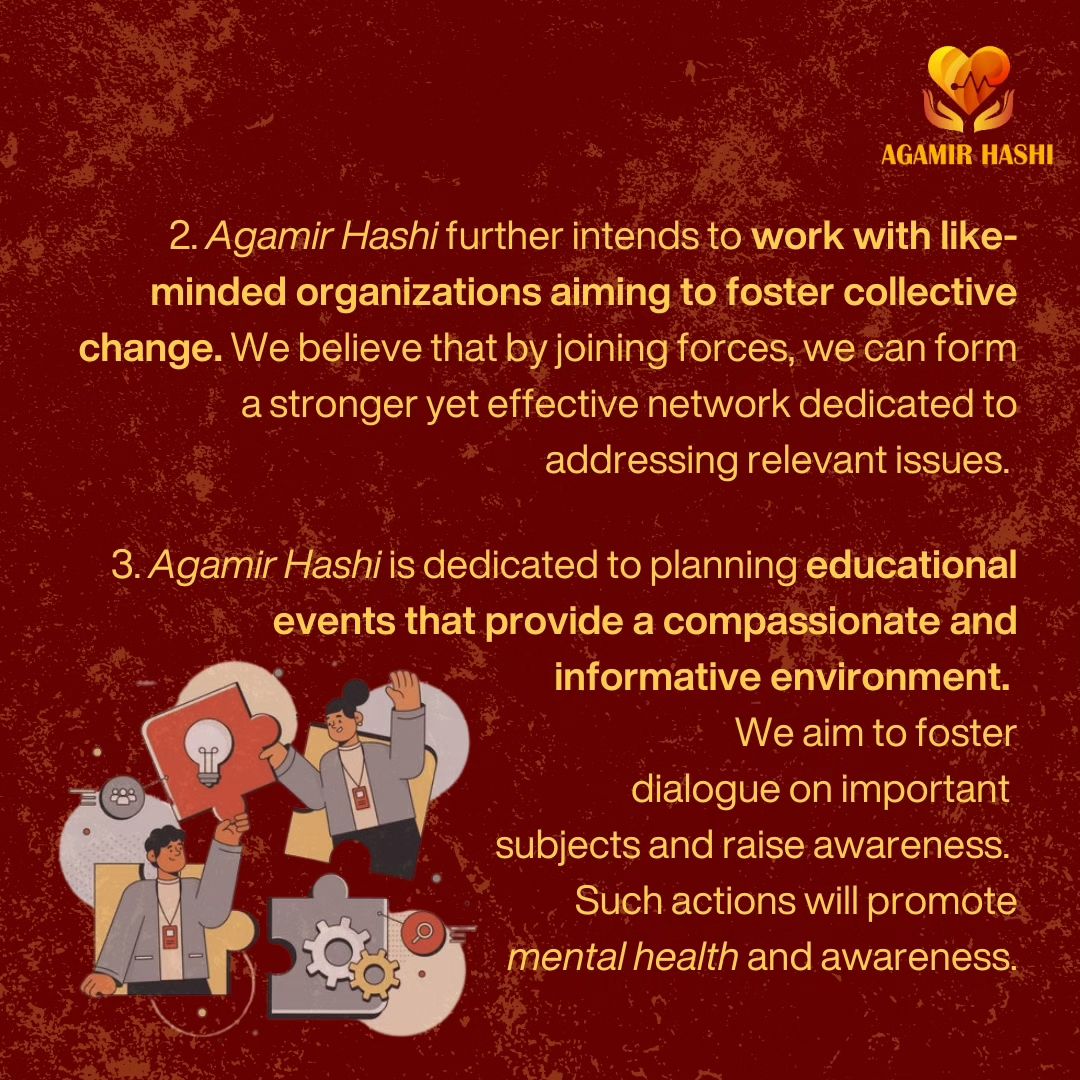 AGAMIR HASHI
2. Agamir Hashi further intends to work with like-
minded organizations aiming to foster collective
change. We believe that by joining forces, we can form
a stronger yet effective network dedicated to
addressing relevant issues.
3. Agamir Hashi is dedicated to planning educational
events that provide a compassionate and
informative environment.
We aim to foster
dialogue on important
subjects and raise awareness.
Such actions will promote
mental health and awareness.